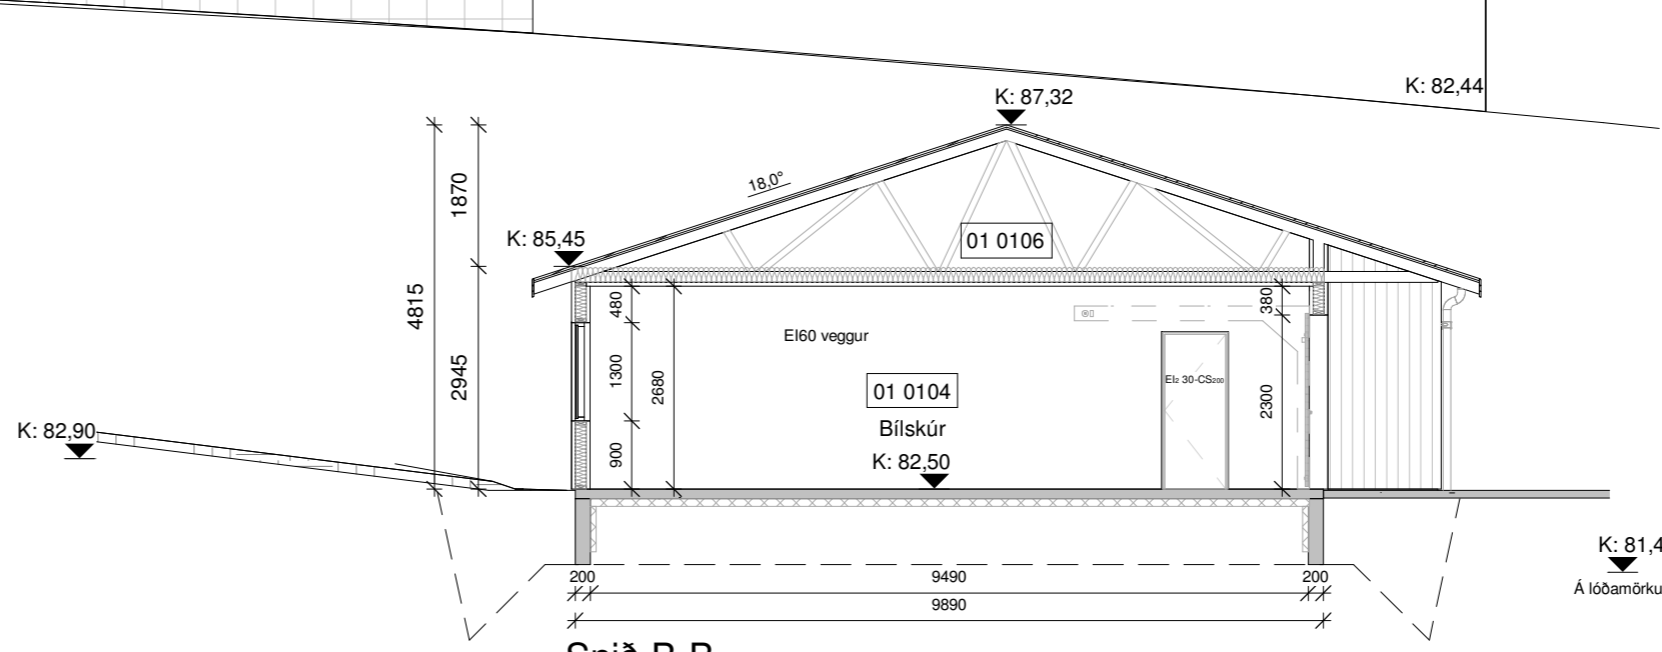 K: 82,44
K: 87,32
18,0°
1870
K: 85,45
01 0106
4815
480
380
EI60 veggur
1300
2680
2945
EI₂ 30-CS₂₀₀
01 0104
2300
Bílskúr
K: 82,90
900
K: 82,50
K: 81,4
Á lóðamörku
200
9490
200
9890